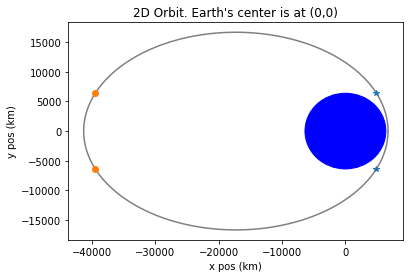 2D Orbit. Earth's center is at (0,0)
15000
10000
5000
0
−5000
−10000
−15000
y pos (km)
−40000 −30000 −20000 −10000 0
x pos (km)